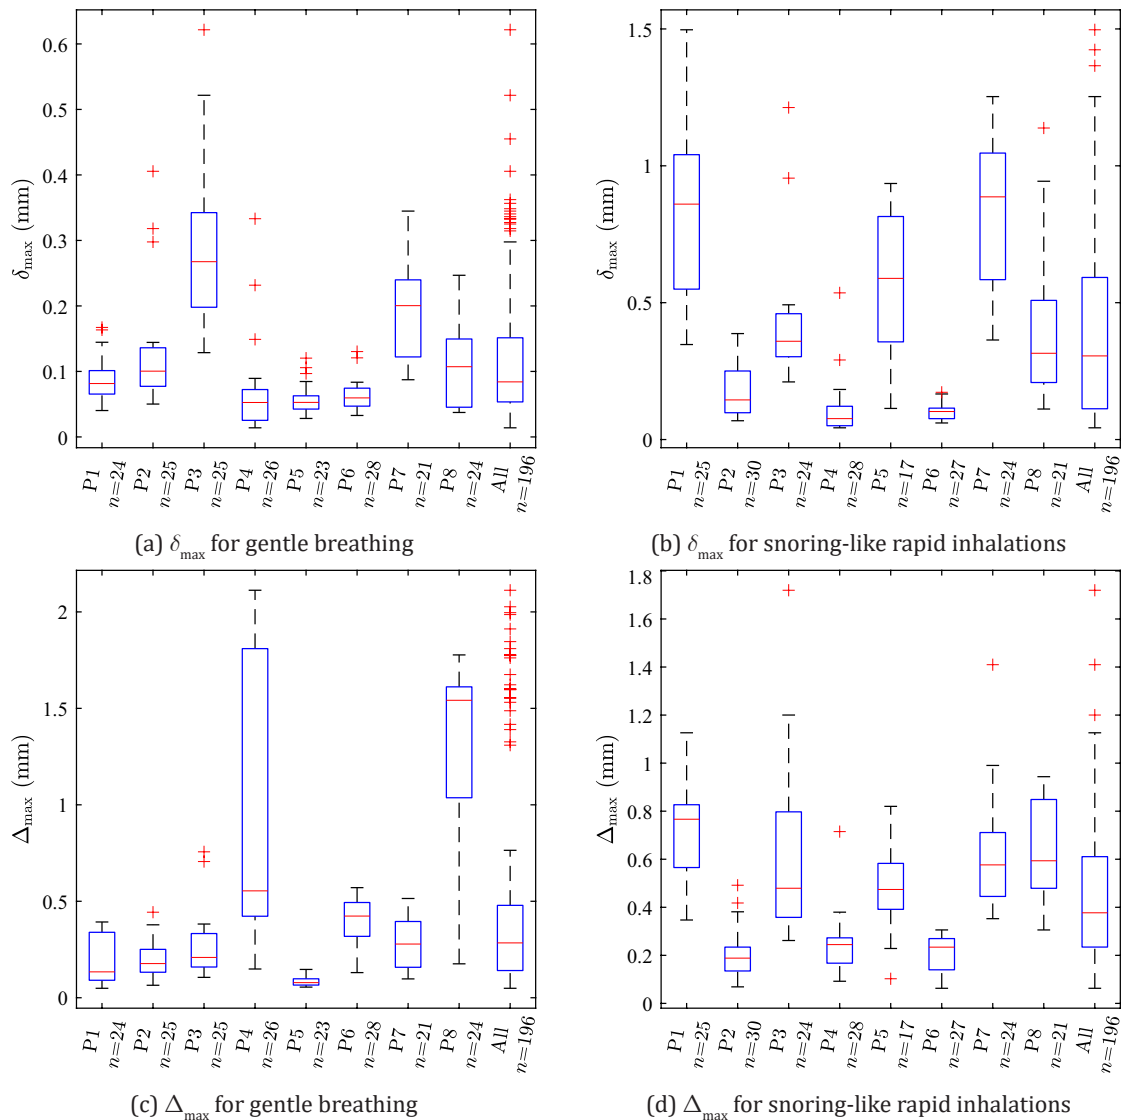 0.6
0.5
0.4
0.3
0.2
0.1
0
δmax (mm)
P1 n=24
P2 n=25
P3 n=25
P4 n=26
P5 n=23
P6 n=28
P7 n=21
P8 n=24
All n=196
(a) δmax for gentle breathing
1.5
1
0.5
0
δmax (mm)
P1 n=25
P2 n=30
P3 n=24
P4 n=28
P5 n=17
P6 n=27
P7 n=24
P8 n=21
All n=196
(b) δmax for snoring-like rapid inhalations
2
1.5
1
0.5
0
Δmax (mm)
P1 n=24
P2 n=25
P3 n=25
P4 n=26
P5 n=23
P6 n=28
P7 n=21
P8 n=24
All n=196
(c) Δmax for gentle breathing
1.8
1.6
1.4
1.2
1
0.8
0.6
0.4
0.2
0
Δmax (mm)
P1 n=25
P2 n=30
P3 n=24
P4 n=28
P5 n=17
P6 n=27
P7 n=24
P8 n=21
All n=196
(d) Δmax for snoring-like rapid inhalations